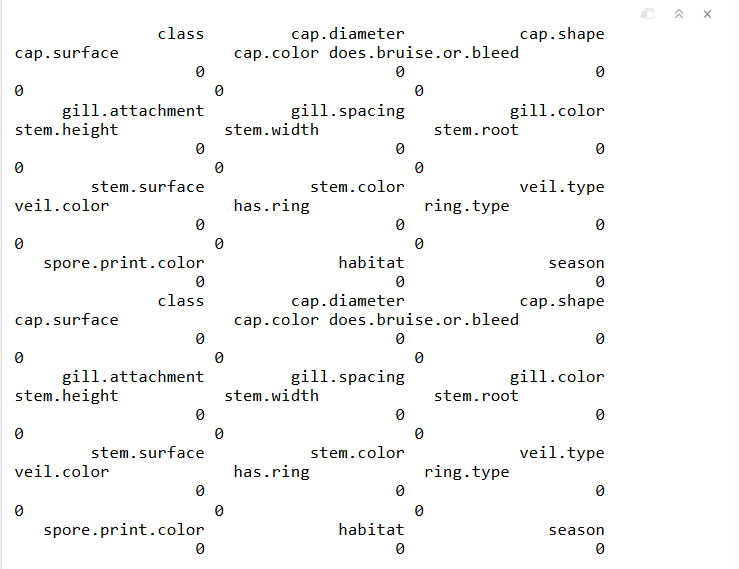 class cap.diameter cap.shape
cap.surface cap.color does.bruise.or.bleed
0 0 0
0 0 0
gill.attachment gill.spacing gill.color
stem.height stem.width stem.root
0 0 0
0 0 0
stem.surface stem.color veil.type
veil.color has.ring ring.type
0 0 0
0 0 0
spore.print.color habitat season
0 0 0
class cap.diameter cap.shape
cap.surface cap.color does.bruise.or.bleed
0 0 0
0 0 0
gill.attachment gill.spacing gill.color
stem.height stem.width stem.root
0 0 0
0 0 0
stem.surface stem.color veil.type
veil.color has.ring ring.type
0 0 0
0 0 0
spore.print.color habitat season
0 0 0